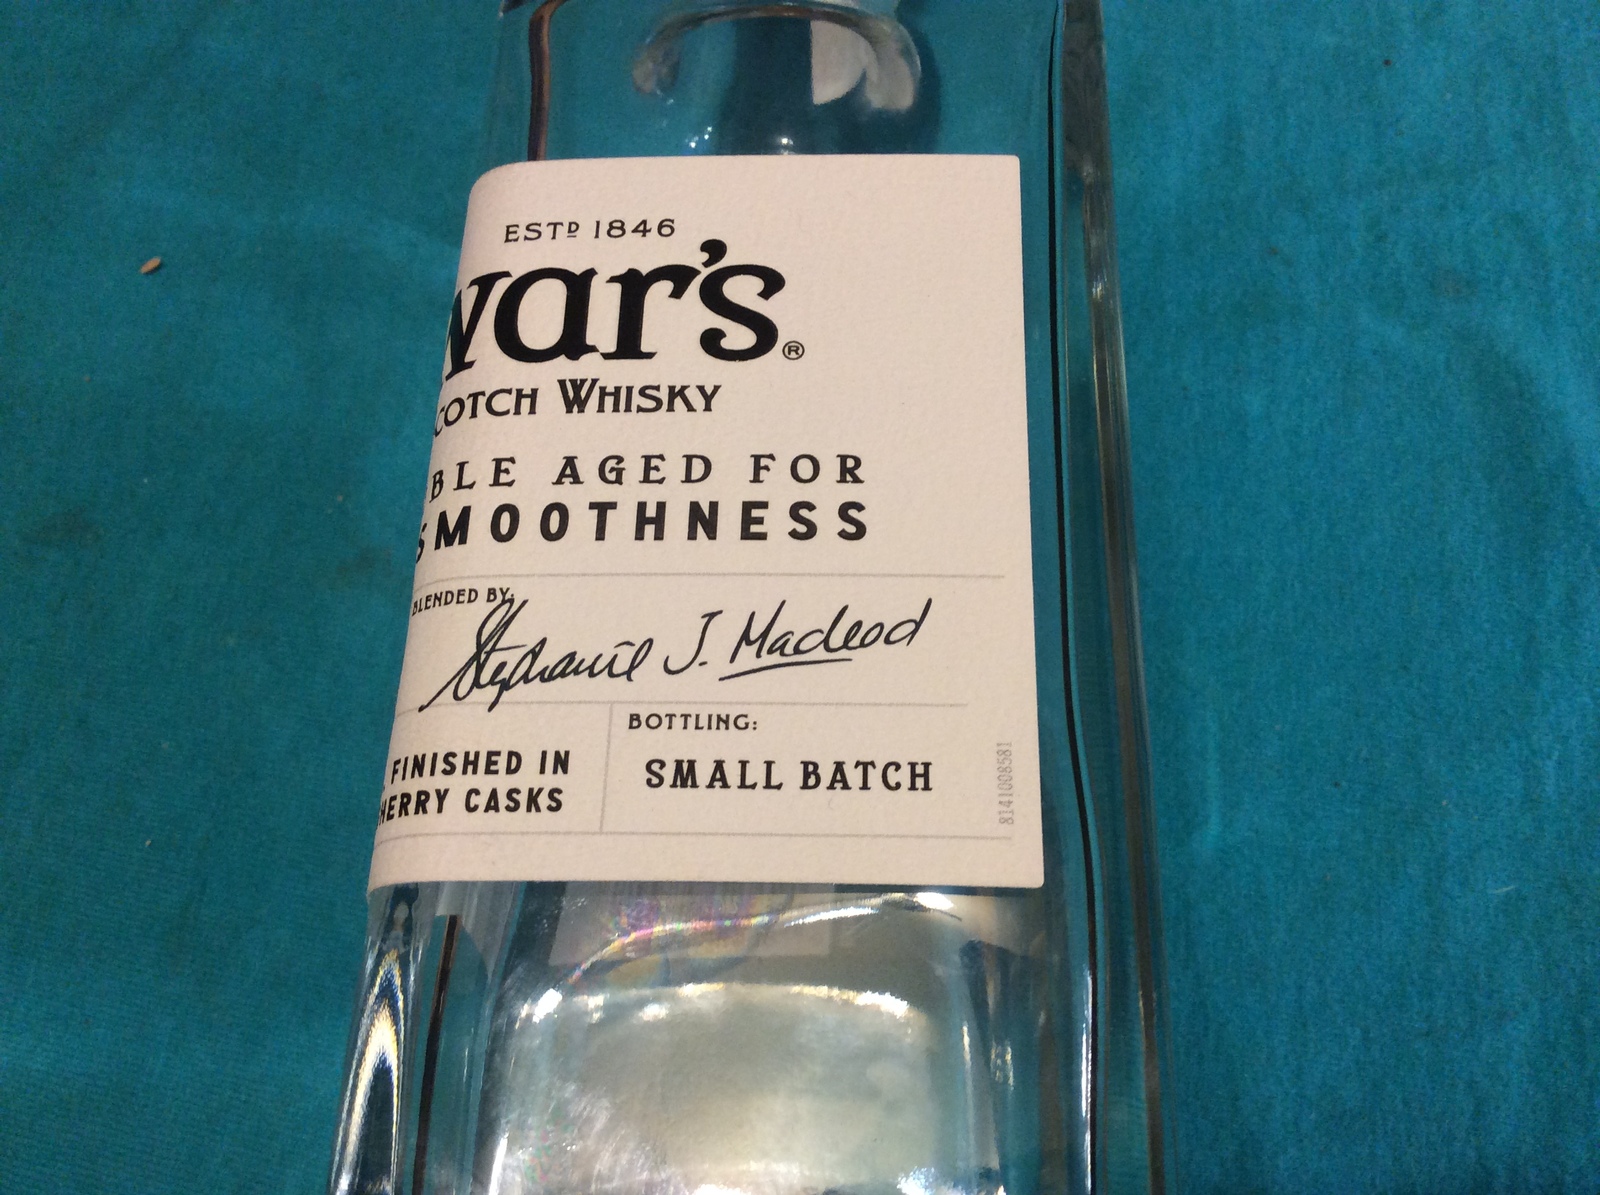 ESTD 1846
war's®
SCOTCH WHISKY
BLE AGED FOR
SMOOTHNESS
BLENDED BY:
Stephanie J. Macleod
FINISHED IN
HERRY CASKS
BOTTLING:
SMALL BATCH
8141008581